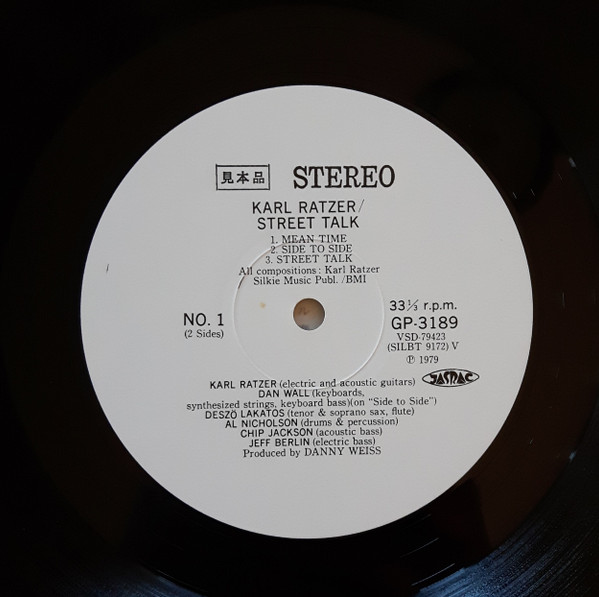 見本品 STEREO
KARL RATZER/
STREET TALK
1. MEAN TIME
2. SIDE TO SIDE
3. STREET TALK
All compositions: Karl Ratzer
Silkie Music Publ. /BMI
NO. 1
(2 Sides)
33⅓ r.p.m.
GP-3189
VSD-79423
(SILBT 9172) V
Ⓟ 1979
JASRAC
KARL RATZER (electric and acoustic guitars)
DAN WALL (keyboards,
synthesized strings, keyboard bass)(on "Side to Side")
DESZÖ LAKATOS (tenor & soprano sax, flute)
AL NICHOLSON (drums & percussion)
CHIP JACKSON (acoustic bass)
JEFF BERLIN (electric bass)
Produced by DANNY WEISS